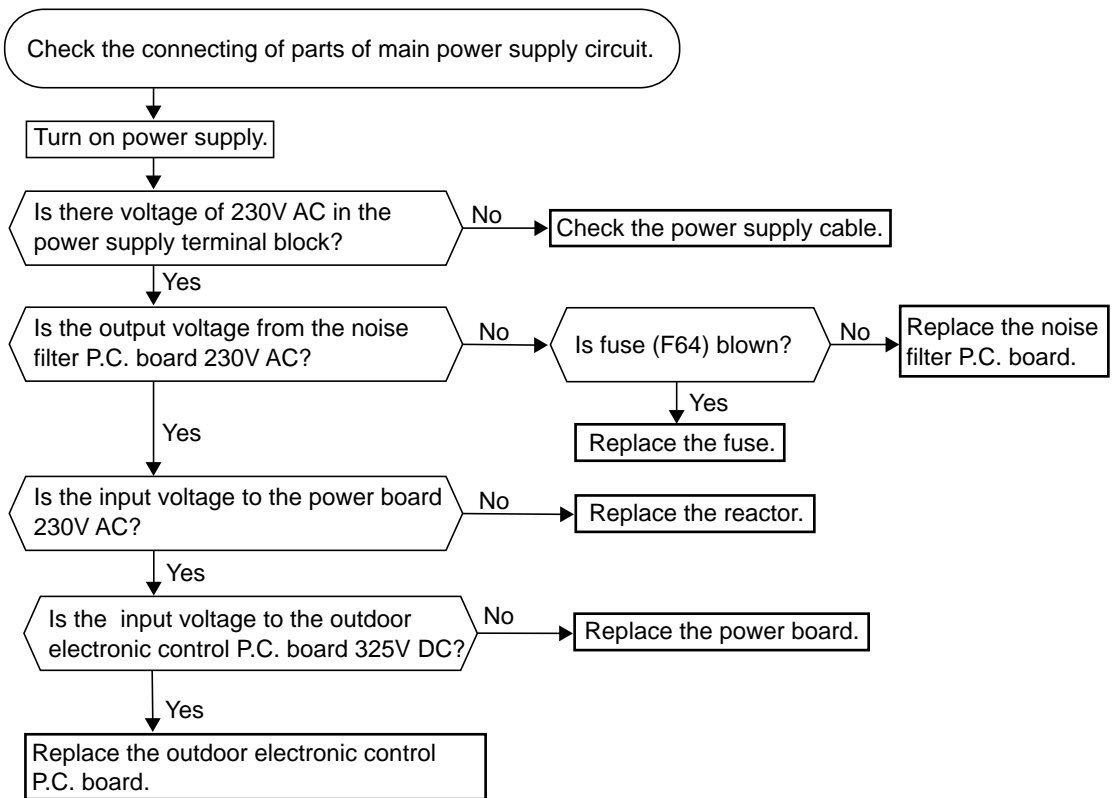 Check the connecting of parts of main power supply circuit.
Turn on power supply.
Is there voltage of 230V AC in the
power supply terminal block?
No
Check the power supply cable.
Yes
Is the output voltage from the noise
filter P.C. board 230V AC?
No
Is fuse (F64) blown?
No
Replace the noise
filter P.C. board.
Yes
Replace the fuse.
Yes
Is the input voltage to the power board
230V AC?
No
Replace the reactor.
Yes
Is the input voltage to the outdoor
electronic control P.C. board 325V DC?
No
Replace the power board.
Yes
Replace the outdoor electronic control
P.C. board.